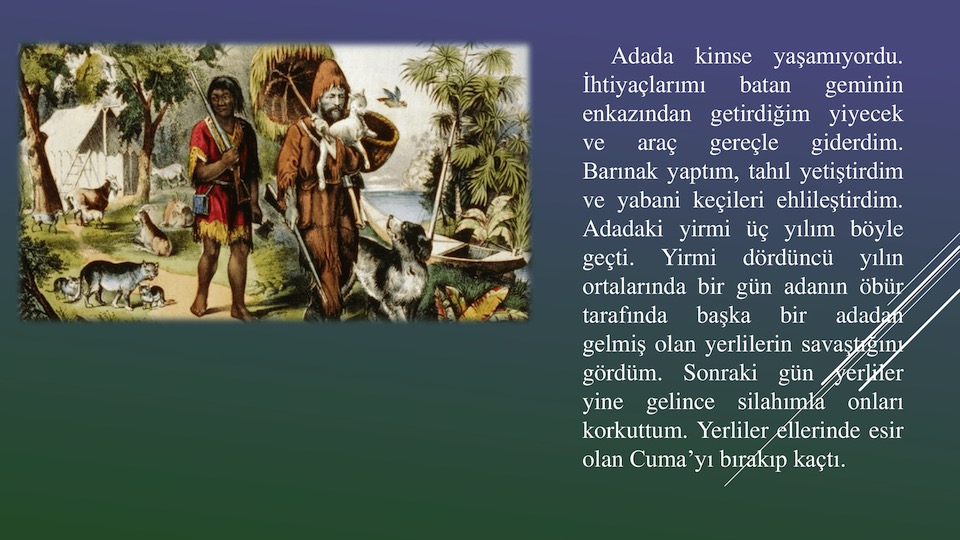 Adada kimse yaşamıyordu.
İhtiyaçlarımı batan geminin
enkazından getirdiğim yiyecek
ve araç gereçle giderdim.
Barınak yaptım, tahıl yetiştirdim
ve yabani keçileri ehlileştirdim.
Adadaki yirmi üç yılım böyle
geçti. Yirmi dördüncü yılın
ortalarında bir gün adanın öbür
tarafında başka bir adadan
gelmiş olan yerlilerin savaştığını
gördüm. Sonraki gün yerliler
yine gelince silahımla onları
korkuttum. Yerliler ellerinde esir
olan Cuma’yı bırakıp kaçtı.